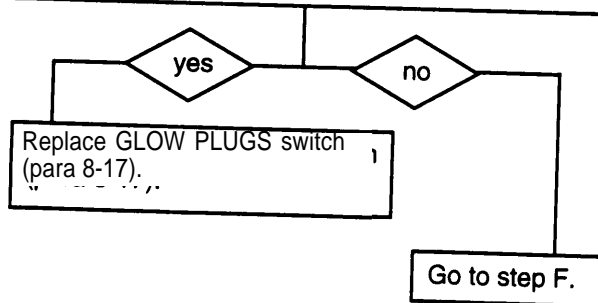 yes
no
Replace GLOW PLUGS switch
(para 8-17).
Go to step F.